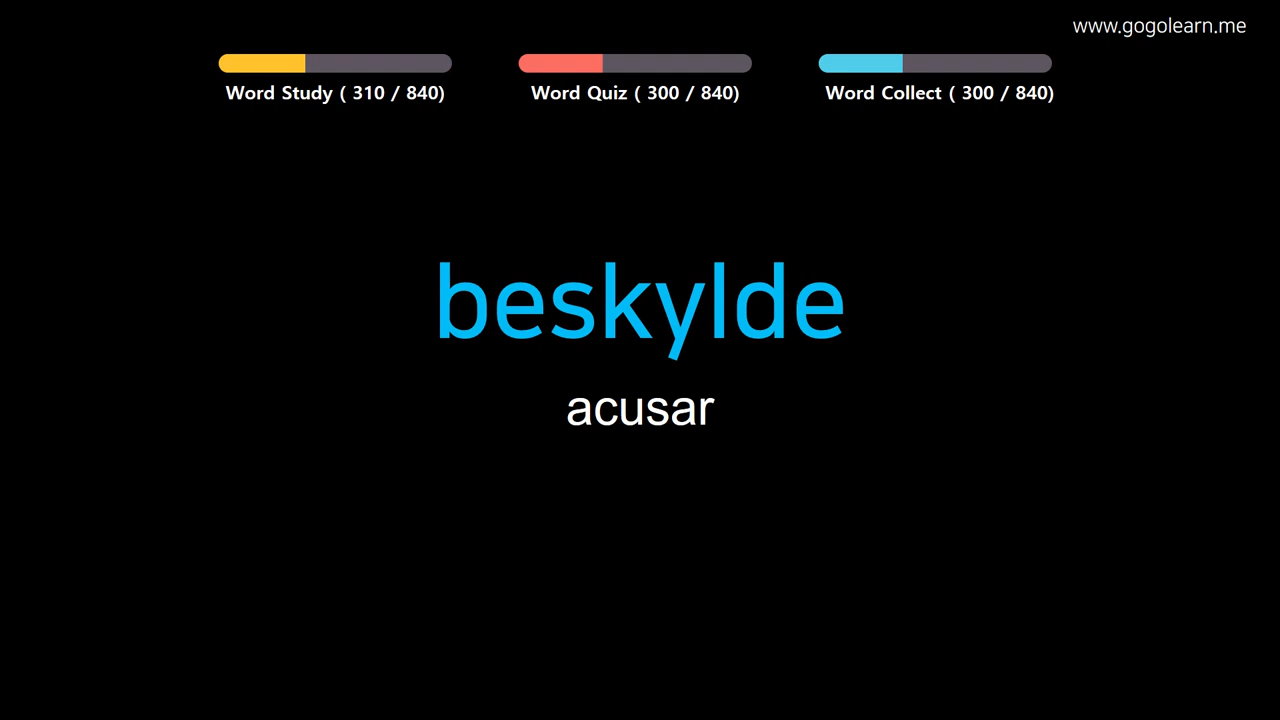 www.gogolearn.me
Word Study ( 310 / 840)
Word Quiz ( 300 / 840)
Word Collect ( 300 / 840)
beskylde
acusar